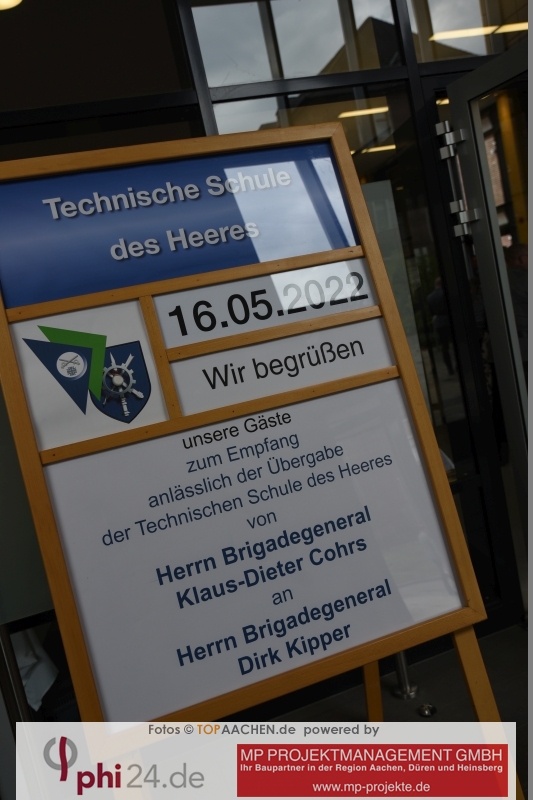 Technische Schule
des Heeres
16.05.2022
Wir begrüßen
unsere Gäste
zum Empfang
anlässlich der Übergabe
der Technischen Schule des Heeres
von
Herrn Brigadegeneral
Klaus-Dieter Cohrs
an
Herrn Brigadegeneral
Dirk Kipper
Fotos © TOPAACHEN.de powered by
phi24.de
MP PROJEKTMANAGEMENT GMBH
Ihr Baupartner in der Region Aachen, Düren und Heinsberg
www.mp-projekte.de